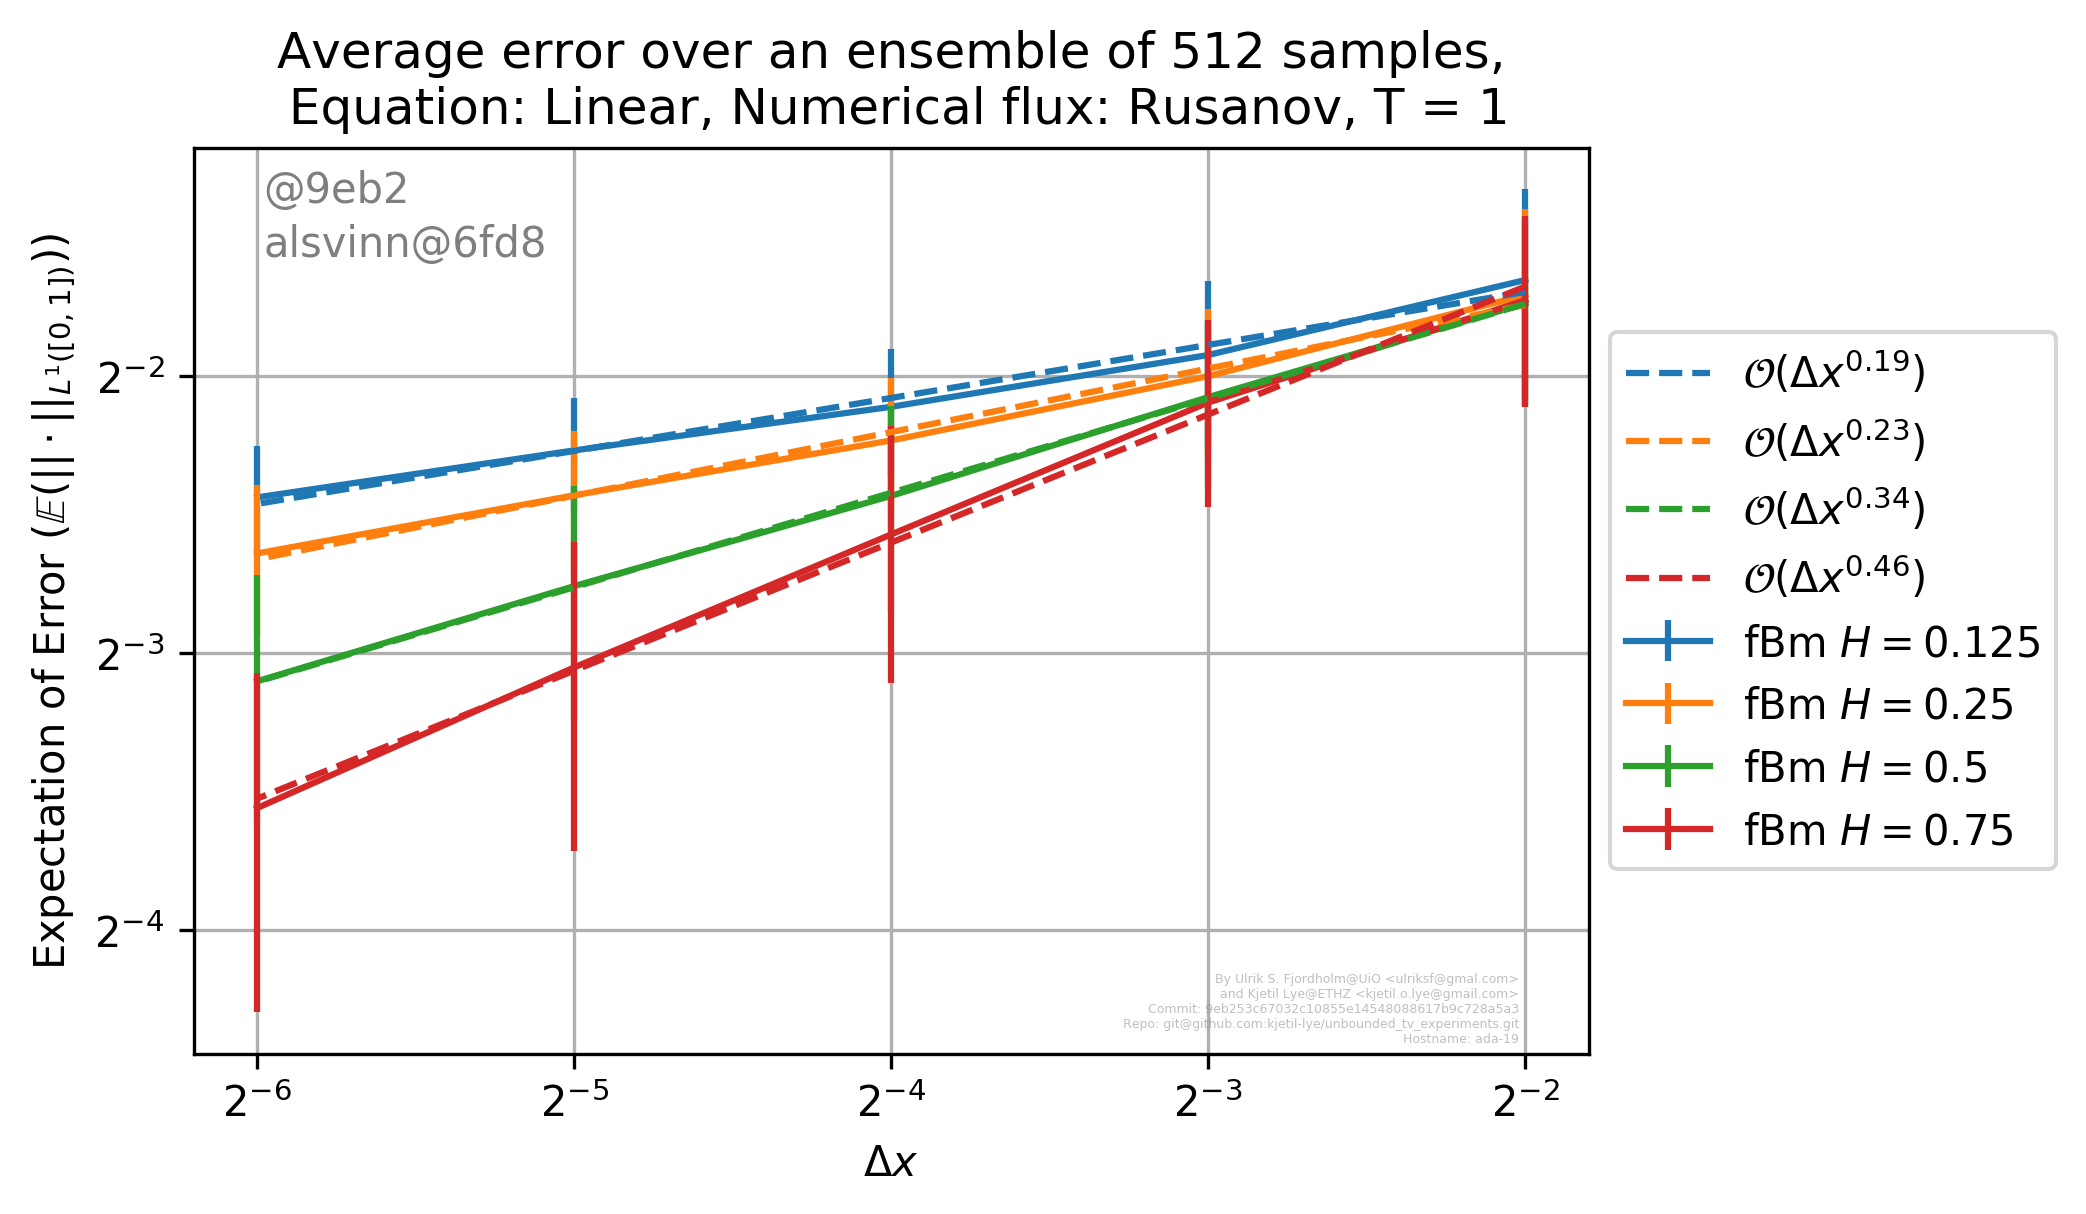 Average error over an ensemble of 512 samples,
Equation: Linear, Numerical flux: Rusanov, T = 1
@9eb2
alsvinn@6fd8
Expectation of Error (𝔼(||·||_{L^1([0,1])}))
2^{-2}
2^{-3}
2^{-4}
2^{-6} 2^{-5} 2^{-4} 2^{-3} 2^{-2}
Δx
𝒪(Δx^{0.19})
𝒪(Δx^{0.23})
𝒪(Δx^{0.34})
𝒪(Δx^{0.46})
fBm H = 0.125
fBm H = 0.25
fBm H = 0.5
fBm H = 0.75
By Ulrik S. Fjordholm@UiO <ulriksf@gmal.com>
and Kjetil Lye@ETHZ <kjetil.o.lye@gmail.com>
Commit: 9eb253c67032c10855e14548088617b9c728a5a3
Repo: git@github.com:kjetil-lye/unbounded_tv_experiments.git
Hostname: ada-19